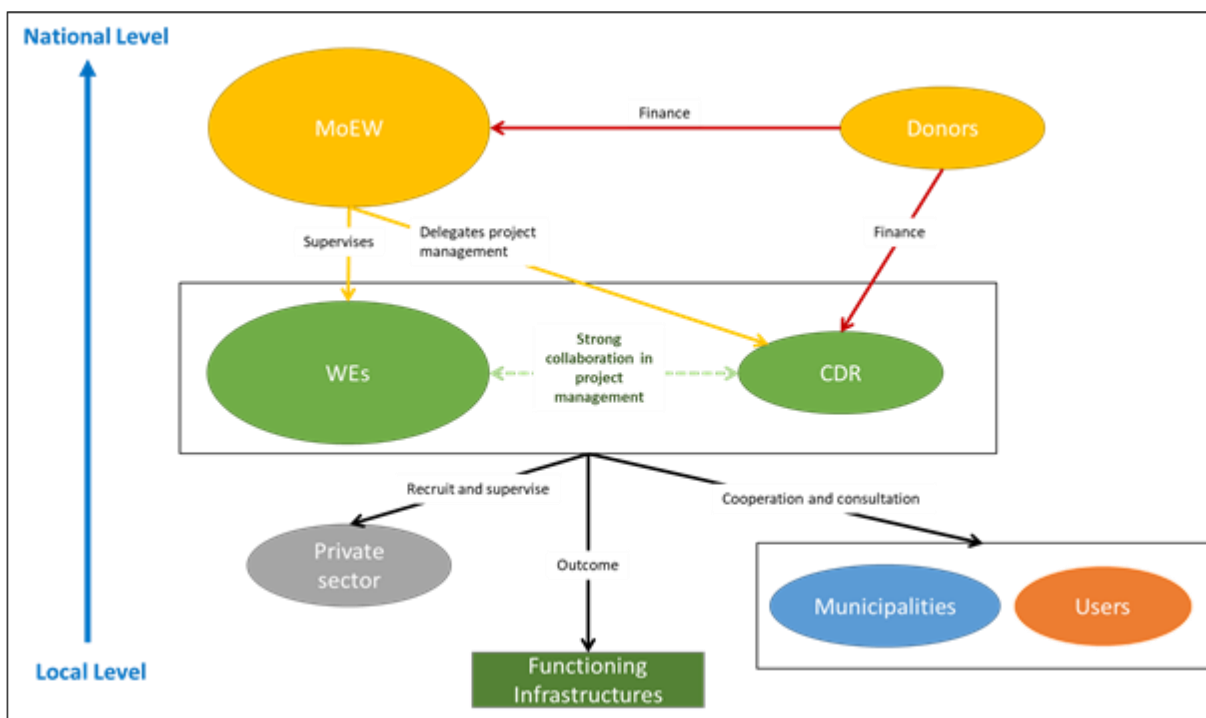 National Level
MoEW
Finance
Donors
Supervises
Delegates project
management
Finance
WEs
Strong
collaboration in
project
management
CDR
Recruit and supervise
Cooperation and consultation
Private
sector
Outcome
Municipalities
Users
Local Level
Functioning
Infrastructures